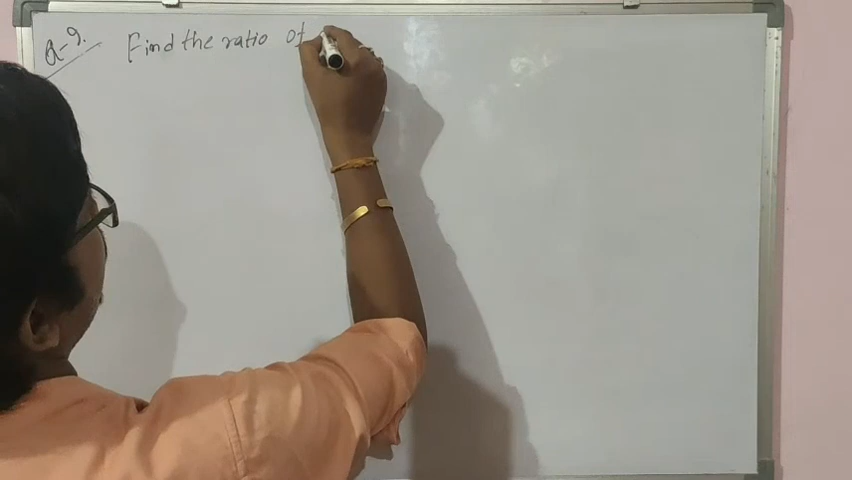 Q-9. Find the ratio of